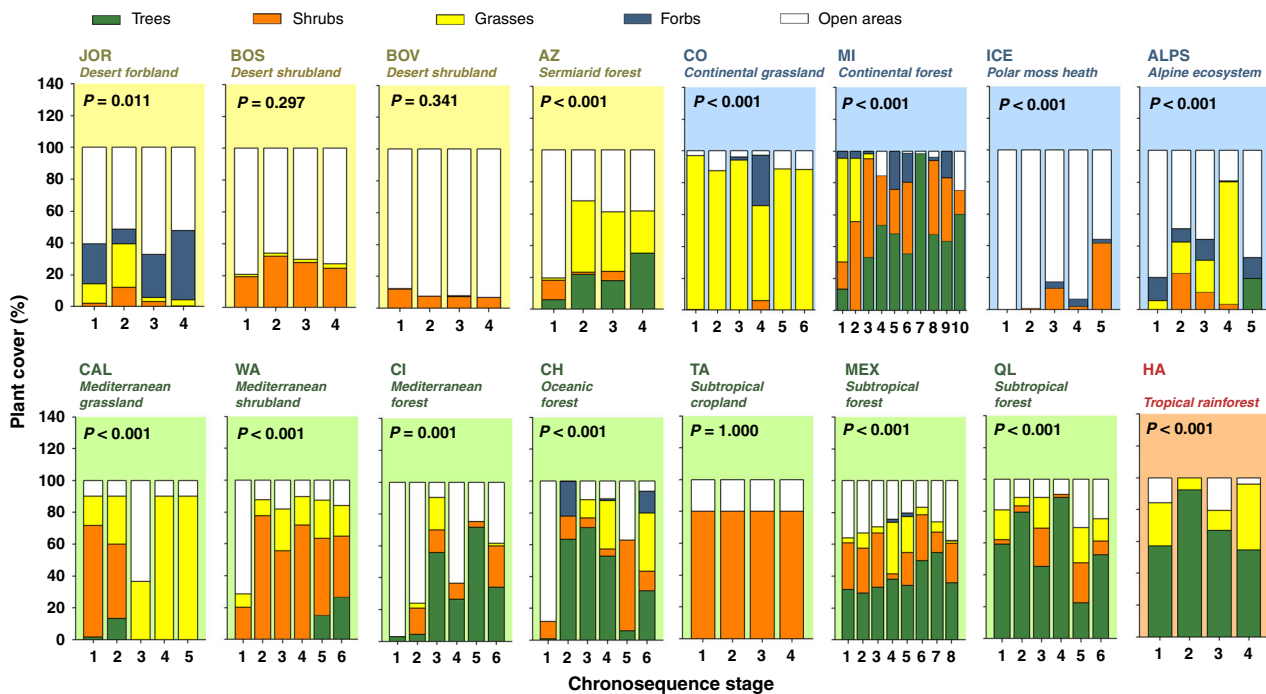 Trees Shrubs Grasses Forbs Open areas
JOR BOS BOV AZ CO MI ICE ALPS
Desert forbland Desert shrubland Desert shrubland Sermiarid forest Continental grassland Continental forest Polar moss heath Alpine ecosystem
140 120 100 80 60 40 20 0
P = 0.011 P = 0.297 P = 0.341 P < 0.001 P < 0.001 P < 0.001 P < 0.001 P < 0.001
1 2 3 4 1 2 3 4 1 2 3 4 1 2 3 4 1 2 3 4 5 6 1 2 3 4 5 6 7 8 9 10 1 2 3 4 5 1 2 3 4 5
Plant cover (%)
CAL WA CI CH TA MEX QL HA
Mediterranean Mediterranean Mediterranean Oceanic Subtropical Subtropical Subtropical
grassland shrubland forest forest cropland forest forest Tropical rainforest
140 120 100 80 60 40 20 0
P < 0.001 P < 0.001 P = 0.001 P < 0.001 P = 1.000 P < 0.001 P < 0.001 P < 0.001
1 2 3 4 5 1 2 3 4 5 6 1 2 3 4 5 6 1 2 3 4 5 6 1 2 3 4 1 2 3 4 5 6 7 8 1 2 3 4 5 6 1 2 3 4
Chronosequence stage